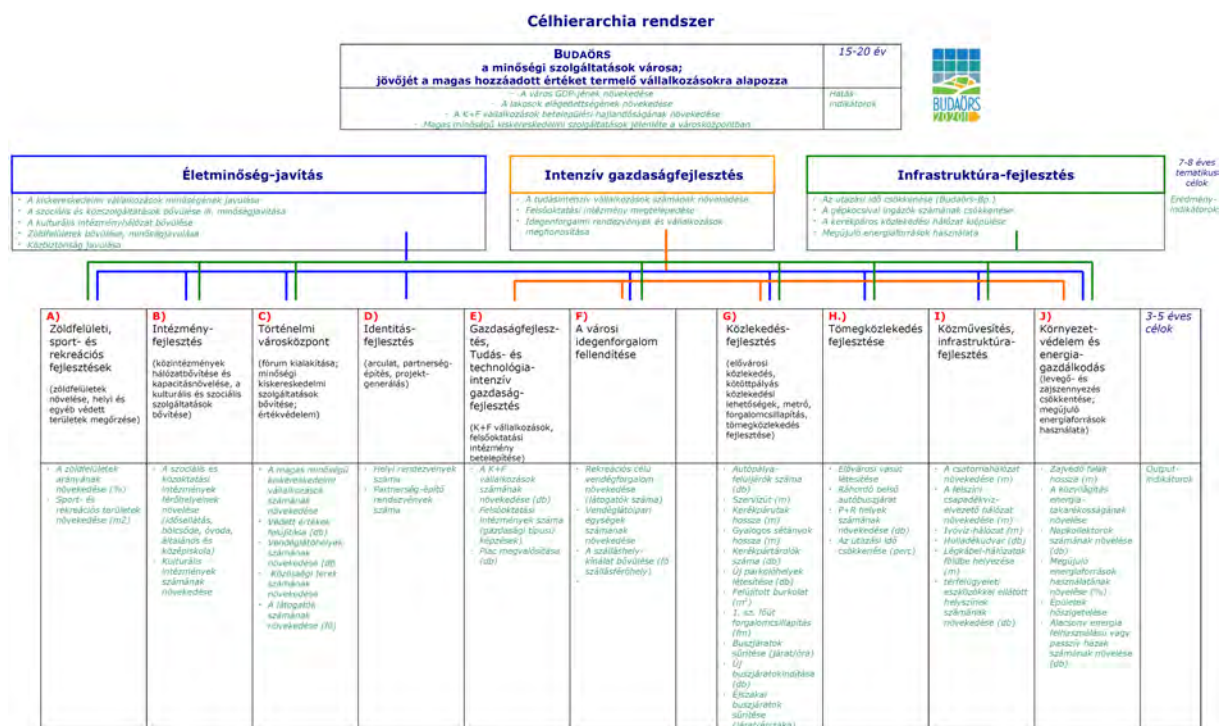 Célhierarchia rendszer
BUDAÖRS
a minőségi szolgáltatások városa;
jövőjét a magas hozzáadott értéket termelő vállalkozásokra alapozza
15-20 év
- A város GDP-jének növekedése
- A lakosok elégedettségének növekedése
- A K+F vállalkozások betelepülési hajlandóságának növekedése
- Magas minőségű kiskereskedelmi szolgáltatások jelenléte a városközpontban
Hatás-
indikátorok
BUDAÖRS
2020
Életminőség-javítás
- A kiskereskedelmi vállalkozások minőségének javulása
- A szociális és közszolgáltatások bővülése ill. minőségjavítása
- A kulturális intézményhálózat bővülése
- Zöldfelületek bővülése, minőségjavulása
- Közbiztonság javulása
Intenzív gazdaságfejlesztés
- A tudásintenzív vállalkozások számának növelésidése
- Felsőoktatási intézmény megtelepedése
- Idegenforgalmi rendezvények és vállalkozások
meghonosítása
Infrastruktúra-fejlesztés
- Az utazási idő csökkenése (Budaörs-Bp.)
- A gépkocsival ingázók számának csökkenése
- A kerékpáros közlekedési hálózat kiépülése
- Megújuló energiaforrások használata
7-8 éves
tematikus
célok
Eredmény-
indikátorok
A)
Zöldfelületi,
sport- és
rekreációs
fejlesztések
(zöldfelületek
növelése, helyi és
egyéb védett
területek megőrzése)
B)
Intézmény-
fejlesztés
(közintézmények
hálózatbővítése és
kapacitásnövelése, a
kulturális és szociális
szolgáltatások
bővítése)
C)
Történelmi
városközpont
(fórum kialakítása;
minőségi
kiskereskedelmi
szolgáltatások
bővítése;
értékvédelem)
D)
Identitás-
fejlesztés
(arculat, partnerség-
építés, projekt-
generálás)
E)
Gazdaságfejlesz-
tés,
Tudás- és
technológia-
intenzív
gazdaság-
fejlesztés
(K+F vállalkozások,
felsőoktatási
intézmény
betelepítése)
F)
A városi
idegenforgalom
fellendítése
G)
Közlekedés-
fejlesztés
(elővárosi
közlekedés,
kötöttpályás
közlekedési
lehetőségek, metró,
forgalomcsillapítás,
tömegközlekedés
fejlesztése)
H.)
Tömegközlekedés
fejlesztése
I)
Közművesítés,
infrastruktúra-
fejlesztés
J)
Környezet-
védelem és
energia-
gazdálkodás
(levegő- és
zajszennyezés
csökkentése;
megújuló
energiaforrások
használata)
3-5 éves
célok
- A zöldfelületek
arányának
növekedése (%)
- Sport- és
rekreációs területek
növekedése (m2)
- A szociális és
közoktatási
intézmények
férőhelyeinek
növelése
(idősellátás,
bölcsőde, óvoda,
általános és
középiskola)
- Kulturális
intézmények
számának
növekedése
- A magas minőségű
kiskereskedelmi
vállalkozások
számának
növekedése
- Védett értékek
felújítása (db)
- Vendéglátóhelyek
számának
növekedése (db)
- Közösségi terek
számának
növekedése
- A látogatók
számának
növekedése (fő)
- Helyi rendezvények
száma
- Partnerség-építő
rendezvények
száma
- A K+F
vállalkozások
számának
növekedése (db)
- Felsőoktatási
Intézmények száma
(gazdasági típusú
képzések)
- Piac megvalósítása
(db)
- Rekreációs célú
vendégforgalom
növekedése
(látogatók száma)
- Vendéglátóipari
egységek
számának
növekedése
- A szálláshely-
kínálat bővülése (fő
szállásférőhely)
-
- Autópálya-
feluljárók száma
(db)
- Szervizút (m)
- Kerékpárutak
hossza (m)
- Gyalogos sétányok
hossza (m)
- Kerékpártárolók
száma (db)
- Új parkolóhelyek
létesítése (db)
- Felújított burkolat
(m²)
- 1. sz. főút
forgalomcsillapítás
(fm)
- Buszjáratok
sűrítése (járat/óra)
- Új
buszjáratokindítása
(db)
- Éjszakai
buszjáratok
sűrítése
(járat/éjszaka)
- Elővárosi vasút
létesítése
- Ráhordó belső
autóbuszjárat
- P+R helyek
számának
növekedése (db)
- Az utazási idő
csökkenése (perc)
- A csatornahálózat
növekedése (m)
- A felszíni
csapadékvíz-
elvezető hálózat
növekedése (m)
- Ivóvíz-hálózat (m)
- Hulladékudvar (db)
- Légkábel-hálózatok
földbe helyezése
(m)
- térfelügyeleti
eszközökkel ellátott
helyszínek
számának
növekedése (db)
- Zajvédő falak
hossza (m)
- A közvilágítás
energia-
takarékosságának
növelése
- Napkollektorok
számának növelése
(db)
- Megújuló
energiaforrások
használatának
növelése (%)
- Épületek
hőszigetelése
- Alacsony energia
felhasználású vagy
passzív házak
számának növelése
(db)
Output-
indikátorok